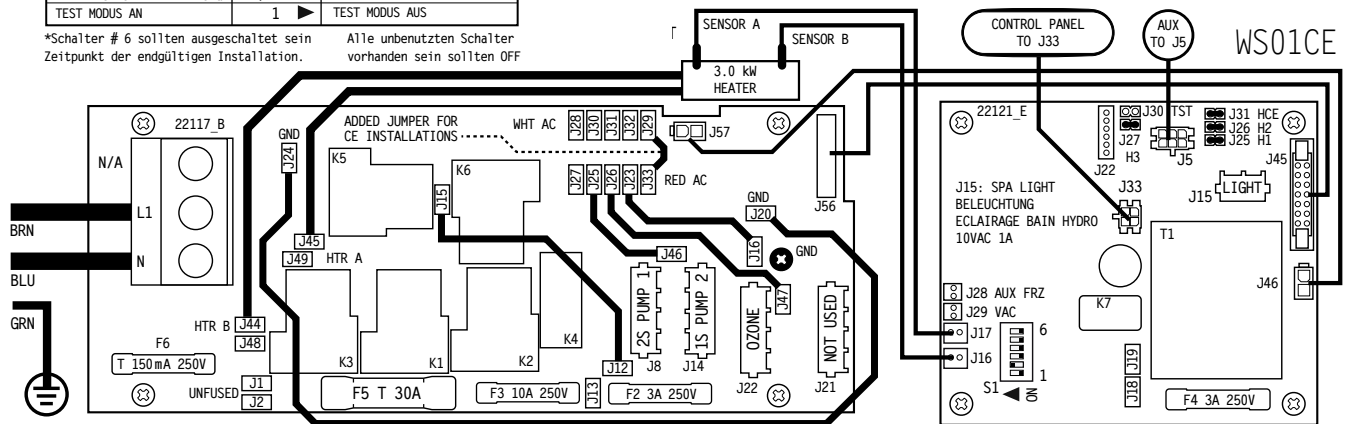 TEST MODUS AN 1 ▶ TEST MODUS AUS
*Schalter # 6 sollten ausgeschaltet sein
Zeitpunkt der endgültigen Installation.
Alle unbenutzten Schalter
vorhanden sein sollten OFF
SENSOR A
SENSOR B
3.0 kW
HEATER
CONTROL PANEL
TO J33
AUX
TO J5
WS01CE
22117_B
N/A
L1
N
BRN
BLU
GRN
GND
J24
ADDED JUMPER FOR
CE INSTALLATIONS
WHT AC
J28
J30
J31
J32
J29
J57
K5
K6
J15
J27
J25
J26
J23
J33
RED AC
J56
GND
J20
J16
GND
J45
J49
HTR A
J46
J47
HTR B
J44
J48
K3
K1
K2
K4
2S PUMP 1
J8
1S PUMP 2
J14
OZONE
J22
NOT USED
J21
F6
T 150mA 250V
UNFUSED
J1
J2
F5 T 30A
F3 10A 250V
J12
J13
F2 3A 250V
22121_E
J30 TST
J27
H3
J22
J5
J31 HCE
J26 H2
J25 H1
J45
J15
LIGHT
J33
J15: SPA LIGHT
BELEUCHTUNG
ECLAIRAGE BAIN HYDRO
10VAC 1A
T1
J46
K7
J28 AUX FRZ
J29 VAC
J17
J16
6
1
S1
ON
J19
J18
F4 3A 250V